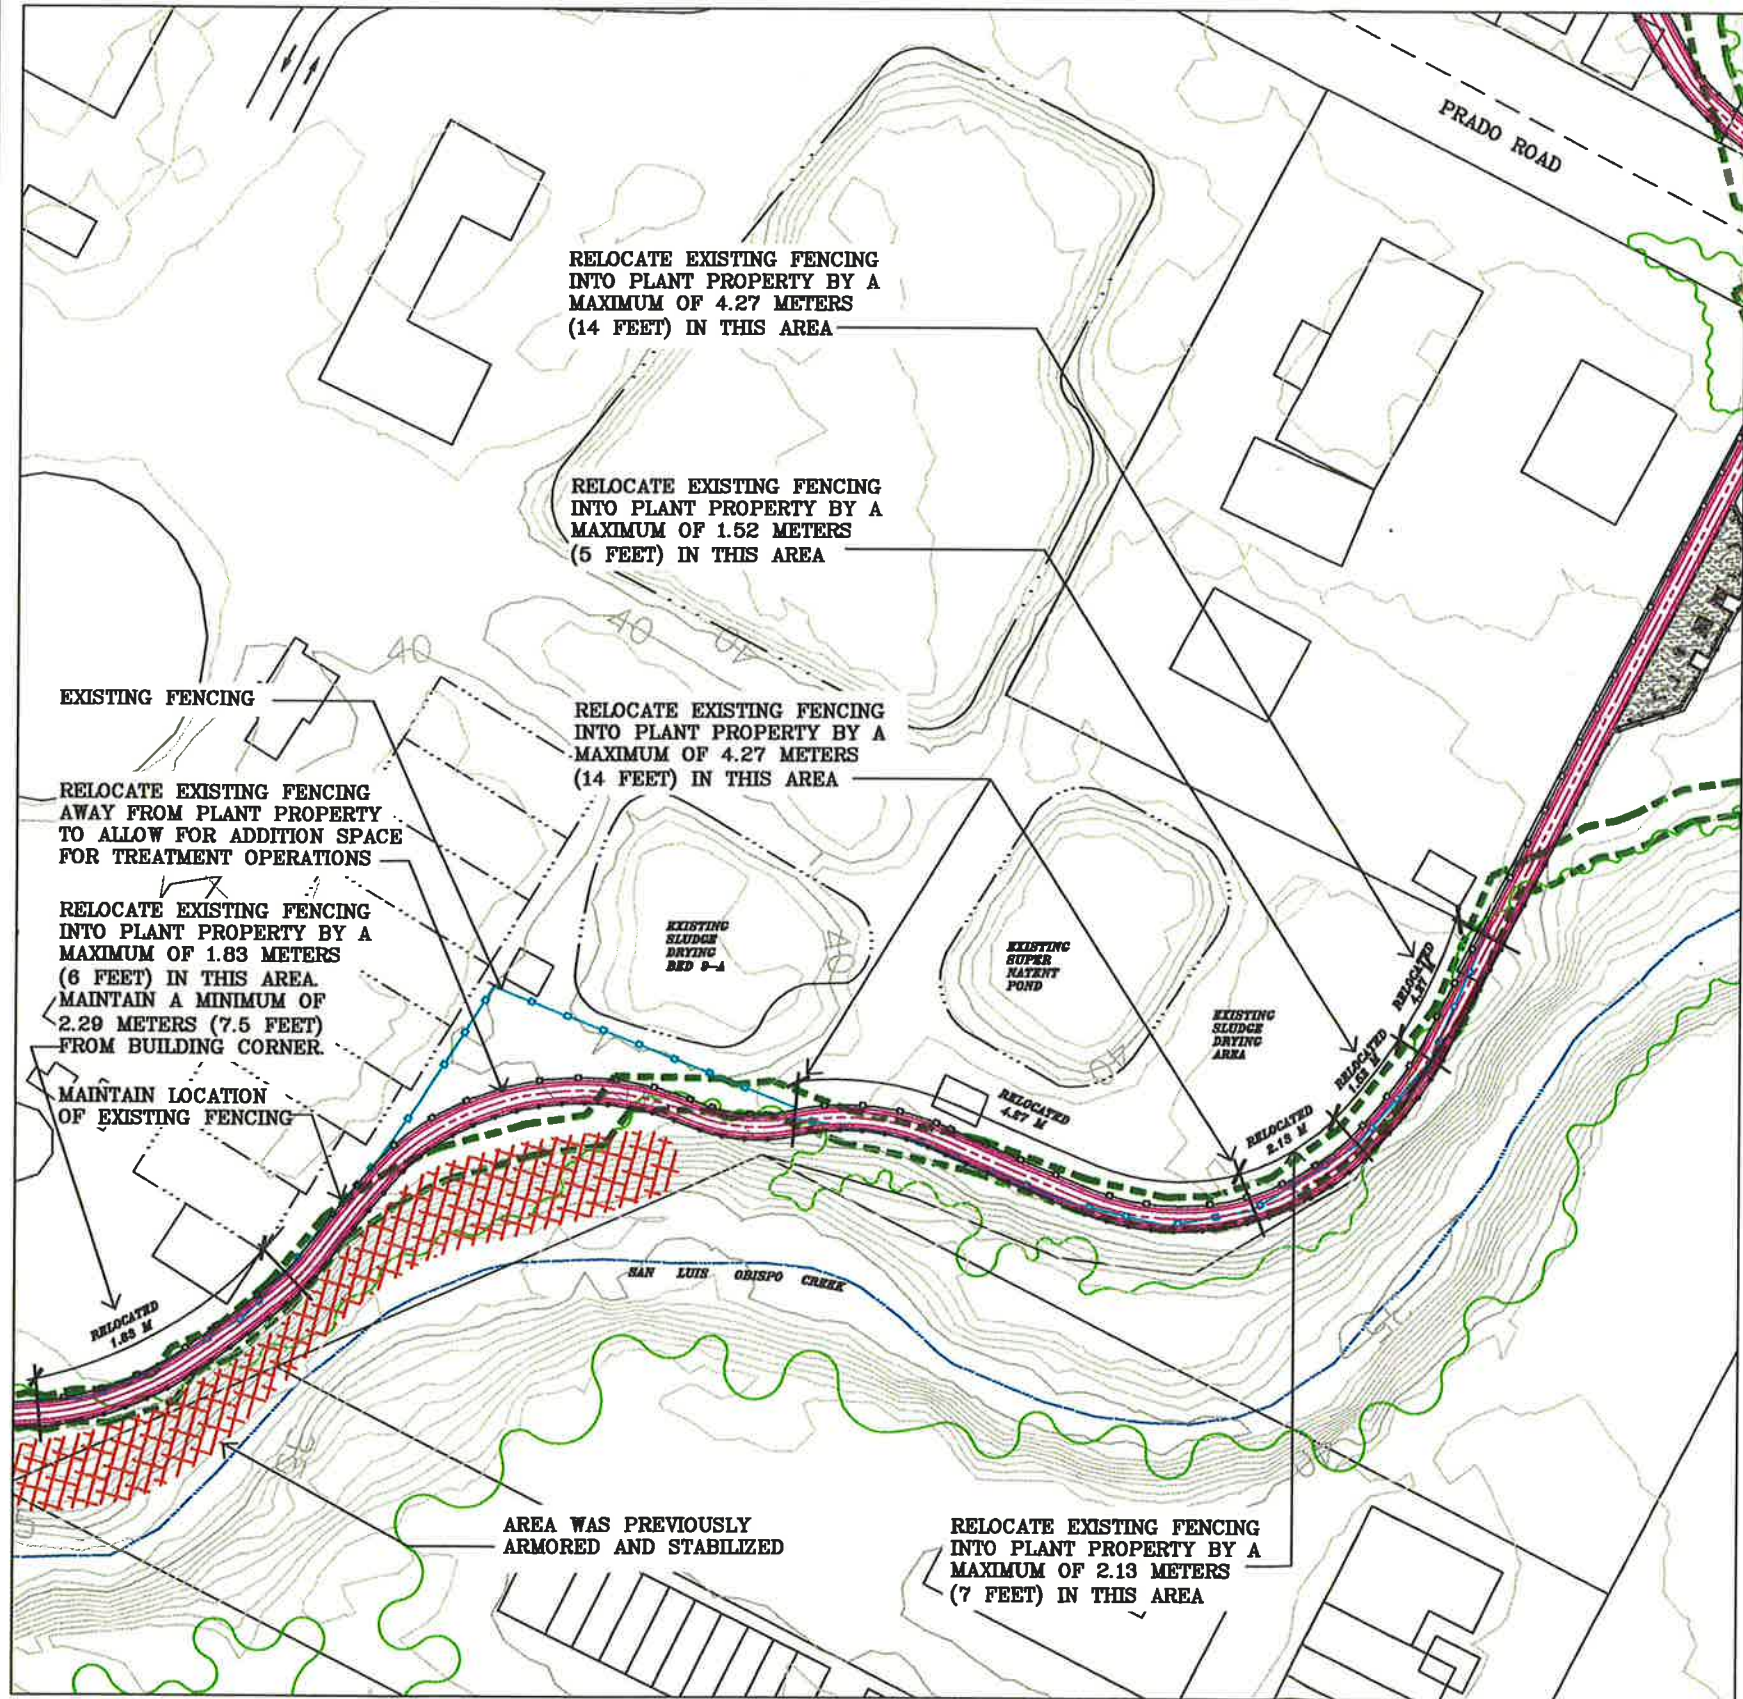 PRADO ROAD
RELOCATE EXISTING FENCING
INTO PLANT PROPERTY BY A
MAXIMUM OF 4.27 METERS
(14 FEET) IN THIS AREA
RELOCATE EXISTING FENCING
INTO PLANT PROPERTY BY A
MAXIMUM OF 1.52 METERS
(5 FEET) IN THIS AREA
40
40
40
EXISTING FENCING
RELOCATE EXISTING FENCING
INTO PLANT PROPERTY BY A
MAXIMUM OF 4.27 METERS
(14 FEET) IN THIS AREA
RELOCATE EXISTING FENCING
AWAY FROM PLANT PROPERTY
TO ALLOW FOR ADDITION SPACE
FOR TREATMENT OPERATIONS
RELOCATE EXISTING FENCING
INTO PLANT PROPERTY BY A
MAXIMUM OF 1.83 METERS
(6 FEET) IN THIS AREA.
MAINTAIN A MINIMUM OF
2.29 METERS (7.5 FEET)
FROM BUILDING CORNER.
MAINTAIN LOCATION
OF EXISTING FENCING
EXISTING
SLUDGE
DRYING
BED 9-A
40
EXISTING
SUPER
NATENT
POND
40
EXISTING
SLUDGE
DRYING
AREA
RELOCATED
4.27 M
RELOCATED
1.52 M
RELOCATED
4.27 M
RELOCATED
2.13 M
RELOCATED
1.83 M
SAN LUIS OBISPO CREEK
35
35
AREA WAS PREVIOUSLY
ARMORED AND STABILIZED
RELOCATE EXISTING FENCING
INTO PLANT PROPERTY BY A
MAXIMUM OF 2.13 METERS
(7 FEET) IN THIS AREA